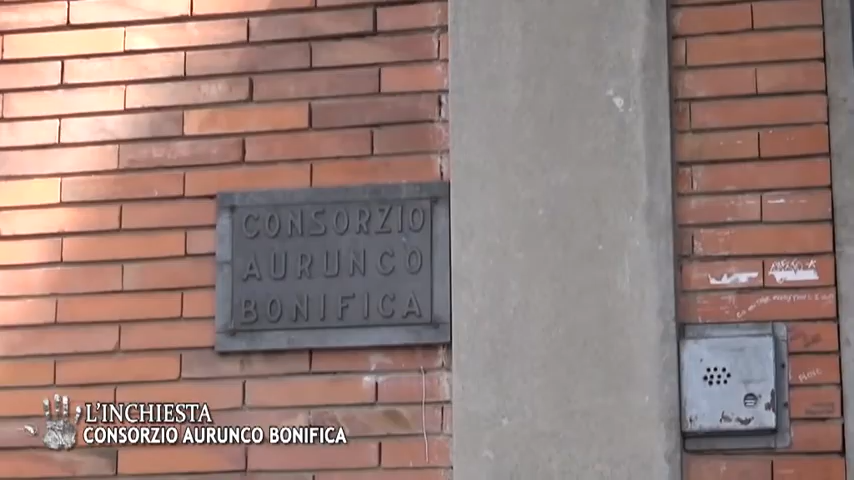 CONSORZIO
AURUNCO
BONIFICA
L'INCHIESTA
CONSORZIO AURUNCO BONIFICA